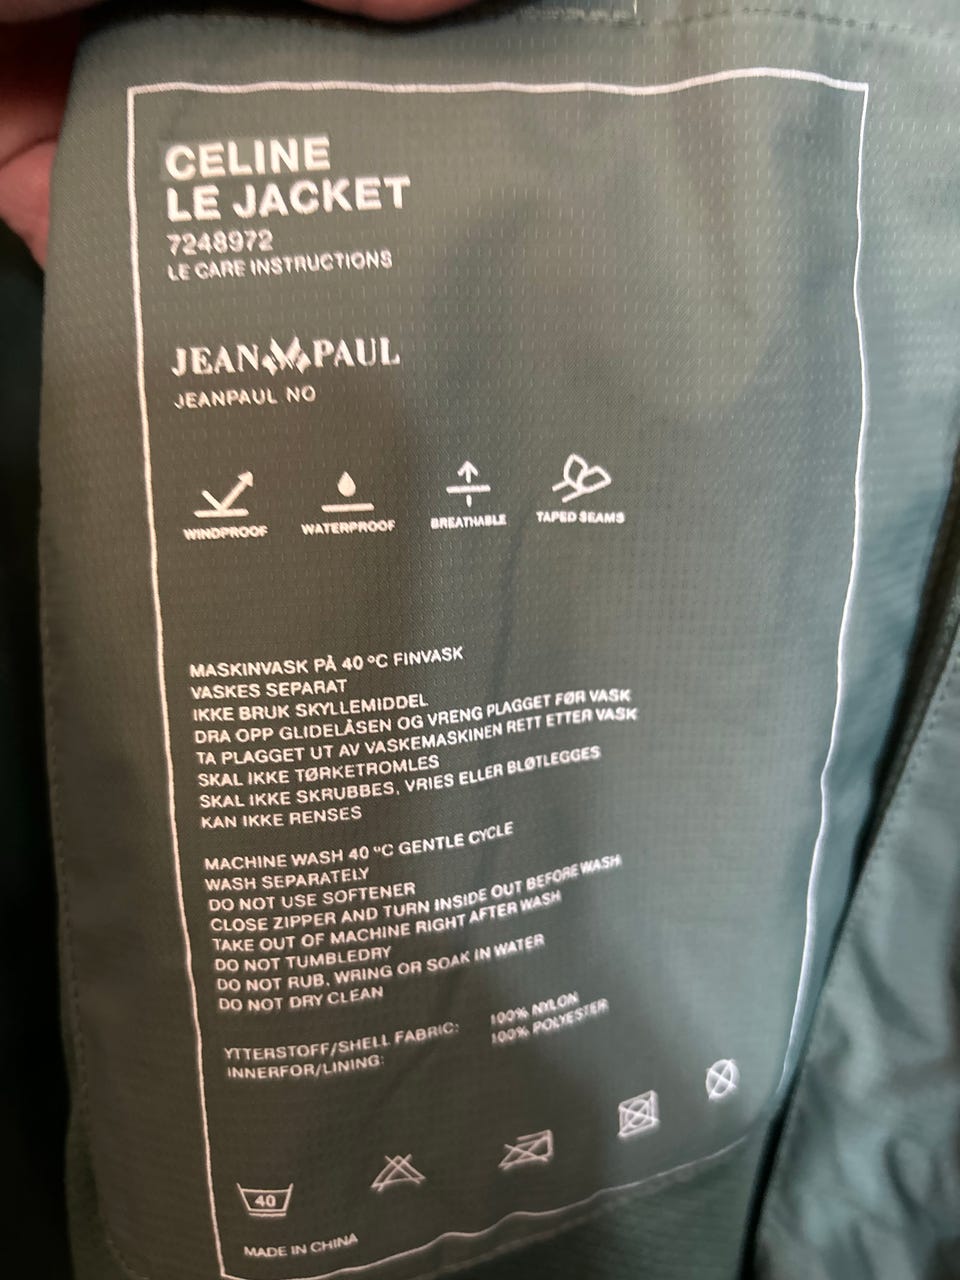 CELINE
LE JACKET
7248972
LE CARE INSTRUCTIONS
JEAN PAUL
JEANPAUL NO
WINDPROOF WATERPROOF BREATHABLE TAPED SEAMS
MASKINVASK PÅ 40 ºC FINVASK
VASKES SEPARAT
IKKE BRUK SKYLLEMIDDEL
DRA OPP GLIDELÅSEN OG VRENG PLAGGET FØR VASK
TA PLAGGET UT AV VASKEMASKINEN RETT ETTER VASK
SKAL IKKE TØRKETROMLES
SKAL IKKE SKRUBBES, VRIES ELLER BLØTLEGGES
KAN IKKE RENSES
MACHINE WASH 40 ºC GENTLE CYCLE
WASH SEPARATELY
DO NOT USE SOFTENER
CLOSE ZIPPER AND TURN INSIDE OUT BEFORE WASH
TAKE OUT OF MACHINE RIGHT AFTER WASH
DO NOT TUMBLEDRY
DO NOT RUB, WRING OR SOAK IN WATER
DO NOT DRY CLEAN
YTTERSTOFF/SHELL FABRIC: 100% NYLON
INNERFOR/LINING: 100% POLYESTER
40
MADE IN CHINA